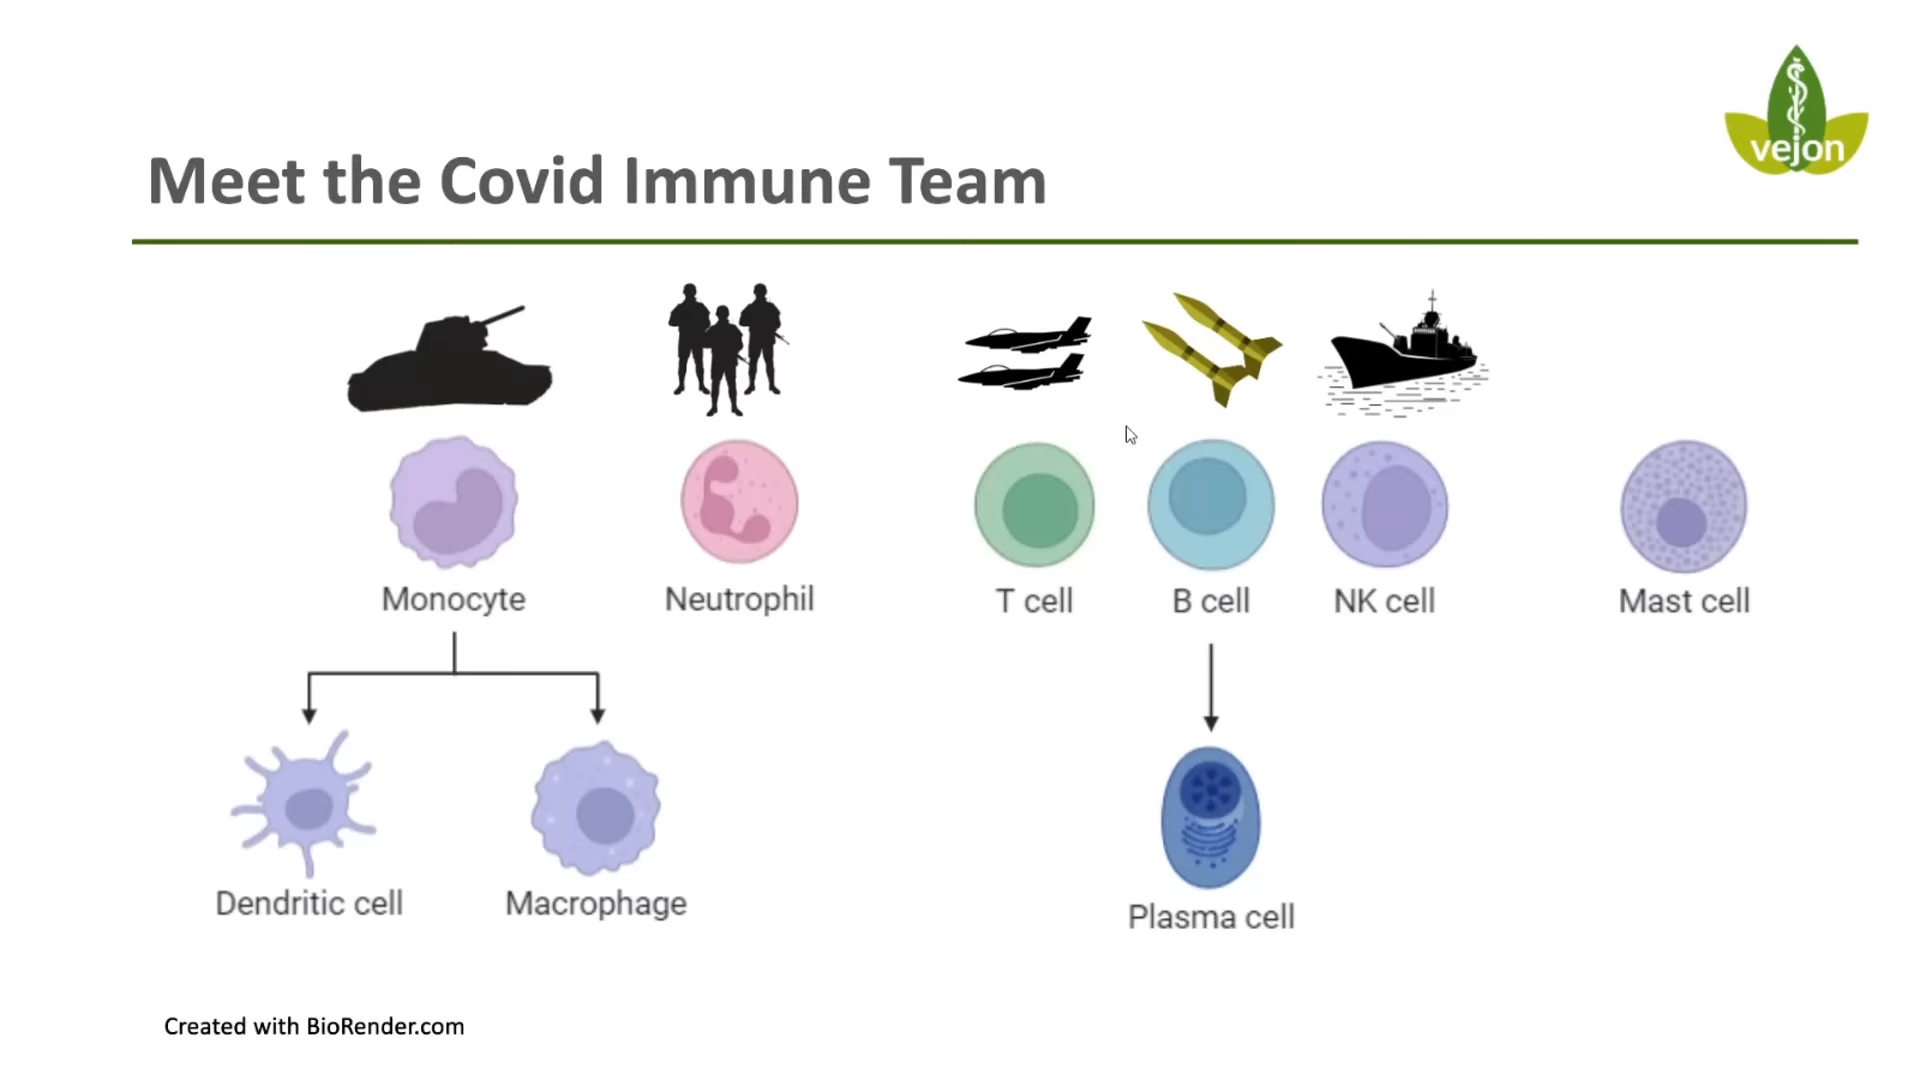 vejon
Meet the Covid Immune Team
Monocyte
Neutrophil
T cell
B cell
NK cell
Mast cell
Dendritic cell
Macrophage
Plasma cell
Created with BioRender.com